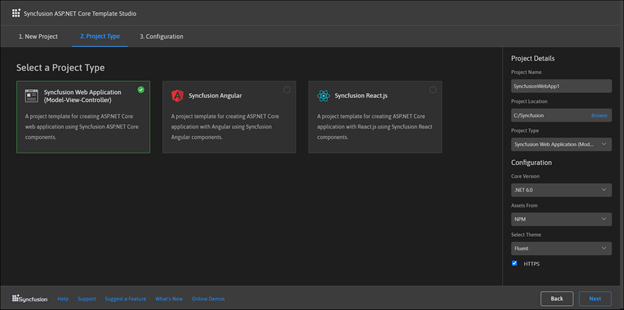 Syncfusion ASP.NET Core Template Studio
1. New Project
2. Project Type
3. Configuration
Select a Project Type
Syncfusion Web Application
(Model-View-Controller)
A project template for creating ASP.NET Core
web application using Syncfusion ASP.NET Core
components.
Syncfusion Angular
A project template for creating ASP.NET Core
application with Angular using Syncfusion
Angular components.
Syncfusion React.js
A project template for creating ASP.NET Core
application with React.js using Syncfusion React
components.
Project Details
Project Name
SyncfusionWebApp1
Project Location
C:/Syncfusion
Browse
Project Type
Syncfusion Web Application (Mod...
Configuration
Core Version
.NET 6.0
Assets From
NPM
Select Theme
Fluent
HTTPS
Syncfusion
Help
Support
Suggest a Feature
What's New
Online Demos
Back
Next